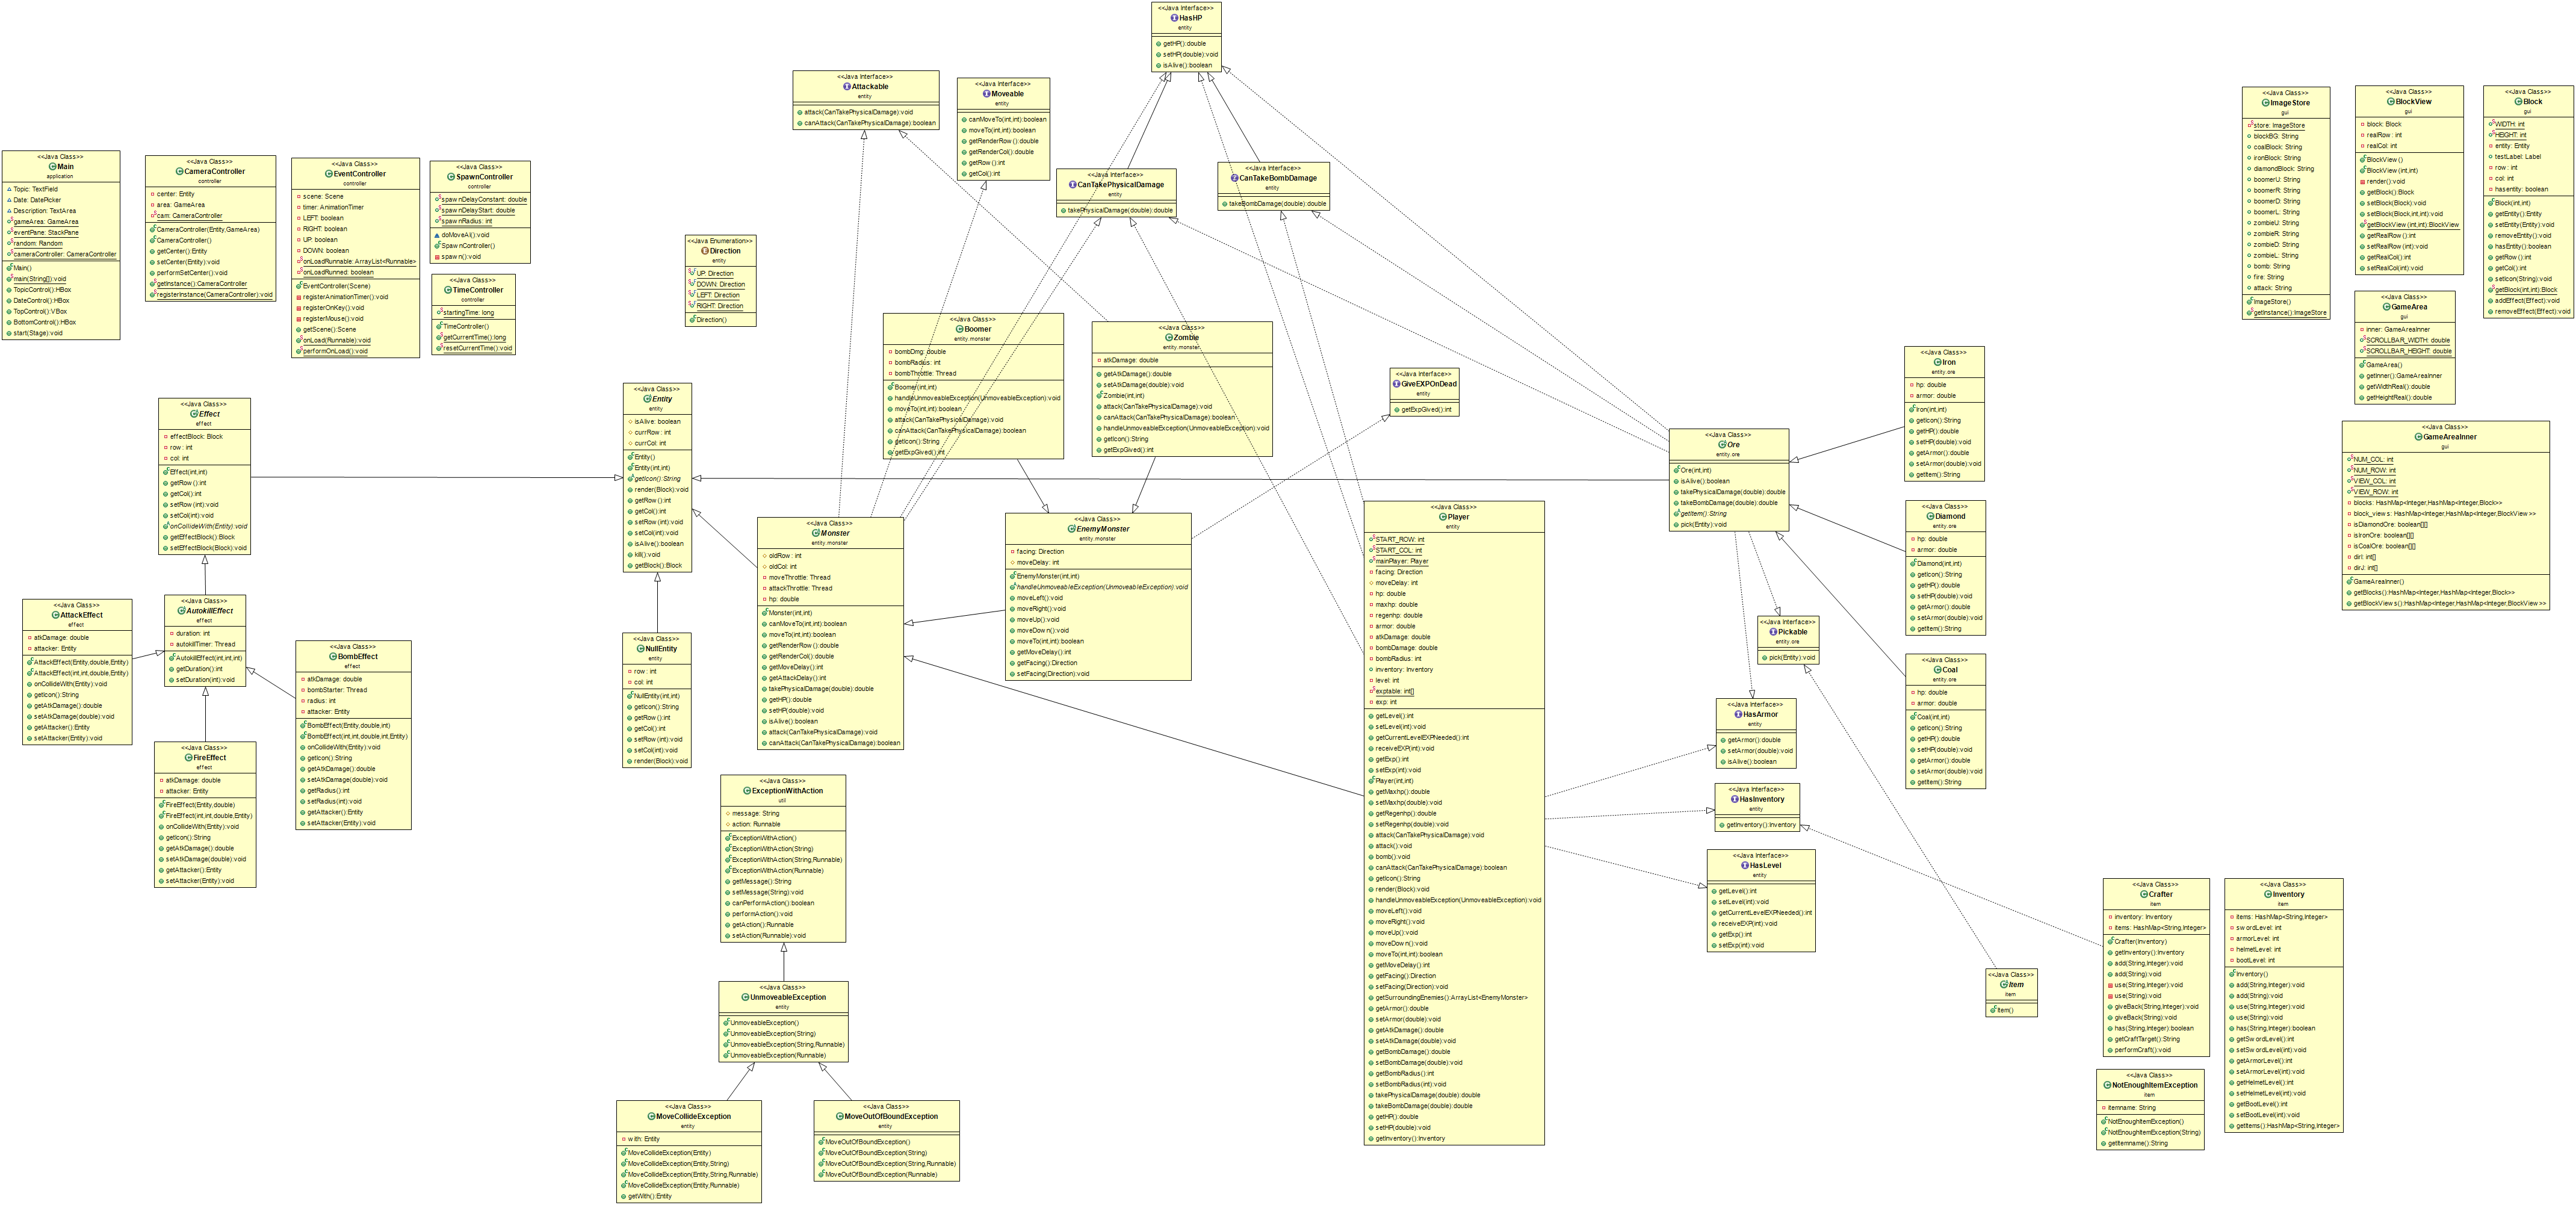 <<Java Interface>>
HasHP
entity
getHP():double
setHP(double):void
isAlive():boolean
<<Java Interface>>
Attackable
entity
attack(CanTakePhysicalDamage):void
canAttack(CanTakePhysicalDamage):boolean
<<Java Interface>>
Moveable
entity
canMoveTo(int,int):boolean
moveTo(int,int):boolean
getRenderRow():double
getRenderCol():double
getRow():int
getCol():int
<<Java Interface>>
CanTakePhysicalDamage
entity
takePhysicalDamage(double):double
<<Java Interface>>
CanTakeBombDamage
entity
takeBombDamage(double):double
<<Java Class>>
ImageStore
gui
store: ImageStore
blockBG: String
coalBlock: String
ironBlock: String
diamondBlock: String
boomerU: String
boomerR: String
boomerD: String
boomerL: String
zombieU: String
zombieR: String
zombieD: String
zombieL: String
bomb: String
fire: String
attack: String
ImageStore()
getInstance():ImageStore
<<Java Class>>
BlockView
gui
block: Block
realRow: int
realCol: int
BlockView()
BlockView(int,int)
render():void
getBlock():Block
setBlock(Block):void
setBlock(Block,int,int):void
getBlockView(int,int):BlockView
getRealRow():int
setRealRow(int):void
getRealCol():int
setRealCol(int):void
<<Java Class>>
Block
gui
WIDTH: int
HEIGHT: int
entity: Entity
testLabel: Label
row: int
col: int
hasentity: boolean
Block(int,int)
getEntity():Entity
setEntity(Entity):void
removeEntity():void
hasEntity():boolean
getRow():int
getCol():int
setIcon(String):void
getBlock(int,int):Block
addEffect(Effect):void
removeEffect(Effect):void
<<Java Class>>
Main
application
Topic: TextField
Date: DatePicker
Description: TextArea
gameArea: GameArea
eventPane: StackPane
random: Random
cameraController: CameraController
Main()
main(String[]):void
TopicControl():HBox
DateControl():HBox
TopControl():VBox
BottomControl():HBox
start(Stage):void
<<Java Class>>
CameraController
controller
center: Entity
area: GameArea
cam: CameraController
CameraController(Entity,GameArea)
CameraController()
getCenter():Entity
setCenter(Entity):void
performSetCenter():void
getInstance():CameraController
registerInstance(CameraController):void
<<Java Class>>
EventController
controller
scene: Scene
timer: AnimationTimer
LEFT: boolean
RIGHT: boolean
UP: boolean
DOWN: boolean
onLoadRunnable: ArrayList<Runnable>
onLoadRunned: boolean
EventController(Scene)
registerAnimationTimer():void
registerOnKey():void
registerMouse():void
getScene():Scene
onLoad(Runnable):void
performOnLoad():void
<<Java Class>>
SpawnController
controller
spawnDelayConstant: double
spawnDelayStart: double
spawnRadius: int
doMoveAI():void
SpawnController()
spawn():void
<<Java Class>>
TimeController
controller
startingTime: long
TimeController()
getCurrentTime():long
resetCurrentTime():void
<<Java Enumeration>>
Direction
entity
UP: Direction
DOWN: Direction
LEFT: Direction
RIGHT: Direction
Direction()
<<Java Class>>
GameArea
gui
inner: GameAreaInner
SCROLLBAR_WIDTH: double
SCROLLBAR_HEIGHT: double
GameArea()
getInner():GameAreaInner
getWidthReal():double
getHeightReal():double
<<Java Class>>
Boomer
entity.monster
bombDmg: double
bombRadius: int
bombThrottle: Thread
Boomer(int,int)
handleUnmoveableException(UnmoveableException):void
moveTo(int,int):boolean
attack(CanTakePhysicalDamage):void
canAttack(CanTakePhysicalDamage):boolean
getIcon():String
getExpGived():int
<<Java Class>>
Zombie
entity.monster
atkDamage: double
getAtkDamage():double
setAtkDamage(double):void
Zombie(int,int)
attack(CanTakePhysicalDamage):void
canAttack(CanTakePhysicalDamage):boolean
handleUnmoveableException(UnmoveableException):void
getIcon():String
getExpGived():int
<<Java Interface>>
GiveEXPOnDead
entity
getExpGived():int
<<Java Class>>
Iron
entity.ore
hp: double
armor: double
Iron(int,int)
getIcon():String
getHP():double
setHP(double):void
getArmor():double
setArmor(double):void
getItem():String
<<Java Class>>
Effect
effect
effectBlock: Block
row: int
col: int
Effect(int,int)
getRow():int
getCol():int
setRow(int):void
setCol(int):void
onCollideWith(Entity):void
getEffectBlock():Block
setEffectBlock(Block):void
<<Java Class>>
Entity
entity
isAlive: boolean
currRow: int
currCol: int
Entity()
Entity(int,int)
getIcon():String
render(Block):void
getRow():int
getCol():int
setRow(int):void
setCol(int):void
isAlive():boolean
kill():void
getBlock():Block
<<Java Class>>
Ore
entity.ore
Ore(int,int)
isAlive():boolean
takePhysicalDamage(double):double
takeBombDamage(double):double
getItem():String
pick(Entity):void
<<Java Class>>
GameAreaInner
gui
NUM_COL: int
NUM_ROW: int
VIEW_COL: int
VIEW_ROW: int
blocks: HashMap<Integer,HashMap<Integer,Block>>
block_views: HashMap<Integer,HashMap<Integer,BlockView>>
isDiamondOre: boolean[][]
isIronOre: boolean[][]
isCoalOre: boolean[][]
dirI: int[]
dirJ: int[]
GameAreaInner()
getBlocks():HashMap<Integer,HashMap<Integer,Block>>
getBlockViews():HashMap<Integer,HashMap<Integer,BlockView>>
<<Java Class>>
Monster
entity.monster
oldRow: int
oldCol: int
moveThrottle: Thread
attackThrottle: Thread
hp: double
Monster(int,int)
canMoveTo(int,int):boolean
moveTo(int,int):boolean
getRenderRow():double
getRenderCol():double
getMoveDelay():int
getAttackDelay():int
takePhysicalDamage(double):double
getHP():double
setHP(double):void
isAlive():boolean
attack(CanTakePhysicalDamage):void
canAttack(CanTakePhysicalDamage):boolean
<<Java Class>>
EnemyMonster
entity.monster
facing: Direction
moveDelay: int
EnemyMonster(int,int)
handleUnmoveableException(UnmoveableException):void
moveLeft():void
moveRight():void
moveUp():void
moveDown():void
moveTo(int,int):boolean
getMoveDelay():int
getFacing():Direction
setFacing(Direction):void
<<Java Class>>
Player
entity
START_ROW: int
START_COL: int
mainPlayer: Player
facing: Direction
moveDelay: int
hp: double
maxhp: double
regenhp: double
armor: double
atkDamage: double
bombDamage: double
bombRadius: int
inventory: Inventory
level: int
exptable: int[]
exp: int
getLevel():int
setLevel(int):void
getCurrentLevelEXPNeeded():int
receiveEXP(int):void
getExp():int
setExp(int):void
Player(int,int)
getMaxhp():double
setMaxhp(double):void
getRegenhp():double
setRegenhp(double):void
attack(CanTakePhysicalDamage):void
attack():void
bomb():void
canAttack(CanTakePhysicalDamage):boolean
getIcon():String
render(Block):void
handleUnmoveableException(UnmoveableException):void
moveLeft():void
moveRight():void
moveUp():void
moveDown():void
moveTo(int,int):boolean
getMoveDelay():int
getFacing():Direction
setFacing(Direction):void
getSurroundingEnemies():ArrayList<EnemyMonster>
getArmor():double
setArmor(double):void
getAtkDamage():double
setAtkDamage(double):void
getBombDamage():double
setBombDamage(double):void
getBombRadius():int
setBombRadius(int):void
takePhysicalDamage(double):double
takeBombDamage(double):double
getHP():double
setHP(double):void
getInventory():Inventory
<<Java Class>>
Diamond
entity.ore
hp: double
armor: double
Diamond(int,int)
getIcon():String
getHP():double
setHP(double):void
getArmor():double
setArmor(double):void
getItem():String
<<Java Class>>
AttackEffect
effect
atkDamage: double
attacker: Entity
AttackEffect(Entity,double,Entity)
AttackEffect(int,int,double,Entity)
onCollideWith(Entity):void
getIcon():String
getAtkDamage():double
setAtkDamage(double):void
getAttacker():Entity
setAttacker(Entity):void
<<Java Class>>
AutokillEffect
effect
duration: int
autokillTimer: Thread
AutokillEffect(int,int,int)
getDuration():int
setDuration(int):void
<<Java Class>>
BombEffect
effect
atkDamage: double
bombStarter: Thread
radius: int
attacker: Entity
BombEffect(Entity,double,int)
BombEffect(int,int,double,int,Entity)
onCollideWith(Entity):void
getIcon():String
getAtkDamage():double
setAtkDamage(double):void
getRadius():int
setRadius(int):void
getAttacker():Entity
setAttacker(Entity):void
<<Java Class>>
NullEntity
entity
row: int
col: int
NullEntity(int,int)
getIcon():String
getRow():int
getCol():int
setRow(int):void
setCol(int):void
render(Block):void
<<Java Interface>>
Pickable
entity.ore
pick(Entity):void
<<Java Class>>
Coal
entity.ore
hp: double
armor: double
Coal(int,int)
getIcon():String
getHP():double
setHP(double):void
getArmor():double
setArmor(double):void
getItem():String
<<Java Interface>>
HasArmor
entity
getArmor():double
setArmor(double):void
isAlive():boolean
<<Java Class>>
FireEffect
effect
atkDamage: double
attacker: Entity
FireEffect(Entity,double)
FireEffect(int,int,double,Entity)
onCollideWith(Entity):void
getIcon():String
getAtkDamage():double
setAtkDamage(double):void
getAttacker():Entity
setAttacker(Entity):void
<<Java Class>>
ExceptionWithAction
util
message: String
action: Runnable
ExceptionWithAction()
ExceptionWithAction(String)
ExceptionWithAction(String,Runnable)
ExceptionWithAction(Runnable)
getMessage():String
setMessage(String):void
canPerformAction():boolean
performAction():void
getAction():Runnable
setAction(Runnable):void
<<Java Interface>>
HasInventory
entity
getInventory():Inventory
<<Java Interface>>
HasLevel
entity
getLevel():int
setLevel(int):void
getCurrentLevelEXPNeeded():int
receiveEXP(int):void
getExp():int
setExp(int):void
<<Java Class>>
Crafter
item
inventory: Inventory
items: HashMap<String,Integer>
Crafter(Inventory)
getInventory():Inventory
add(String,Integer):void
add(String):void
use(String,Integer):void
use(String):void
giveBack(String,Integer):void
giveBack(String):void
has(String,Integer):boolean
getCraftTarget():String
performCraft():void
<<Java Class>>
Inventory
item
items: HashMap<String,Integer>
swordLevel: int
armorLevel: int
helmetLevel: int
bootLevel: int
Inventory()
add(String,Integer):void
add(String):void
use(String,Integer):void
use(String):void
has(String,Integer):boolean
getSwordLevel():int
setSwordLevel(int):void
getArmorLevel():int
setArmorLevel(int):void
getHelmetLevel():int
setHelmetLevel(int):void
getBootLevel():int
setBootLevel(int):void
getItems():HashMap<String,Integer>
<<Java Class>>
Item
item
Item()
<<Java Class>>
UnmoveableException
entity
UnmoveableException()
UnmoveableException(String)
UnmoveableException(String,Runnable)
UnmoveableException(Runnable)
<<Java Class>>
NotEnoughItemException
item
itemname: String
NotEnoughItemException()
NotEnoughItemException(String)
getItemname():String
<<Java Class>>
MoveCollideException
entity
with: Entity
MoveCollideException(Entity)
MoveCollideException(Entity,String)
MoveCollideException(Entity,String,Runnable)
MoveCollideException(Entity,Runnable)
getWith():Entity
<<Java Class>>
MoveOutOfBoundException
entity
MoveOutOfBoundException()
MoveOutOfBoundException(String)
MoveOutOfBoundException(String,Runnable)
MoveOutOfBoundException(Runnable)